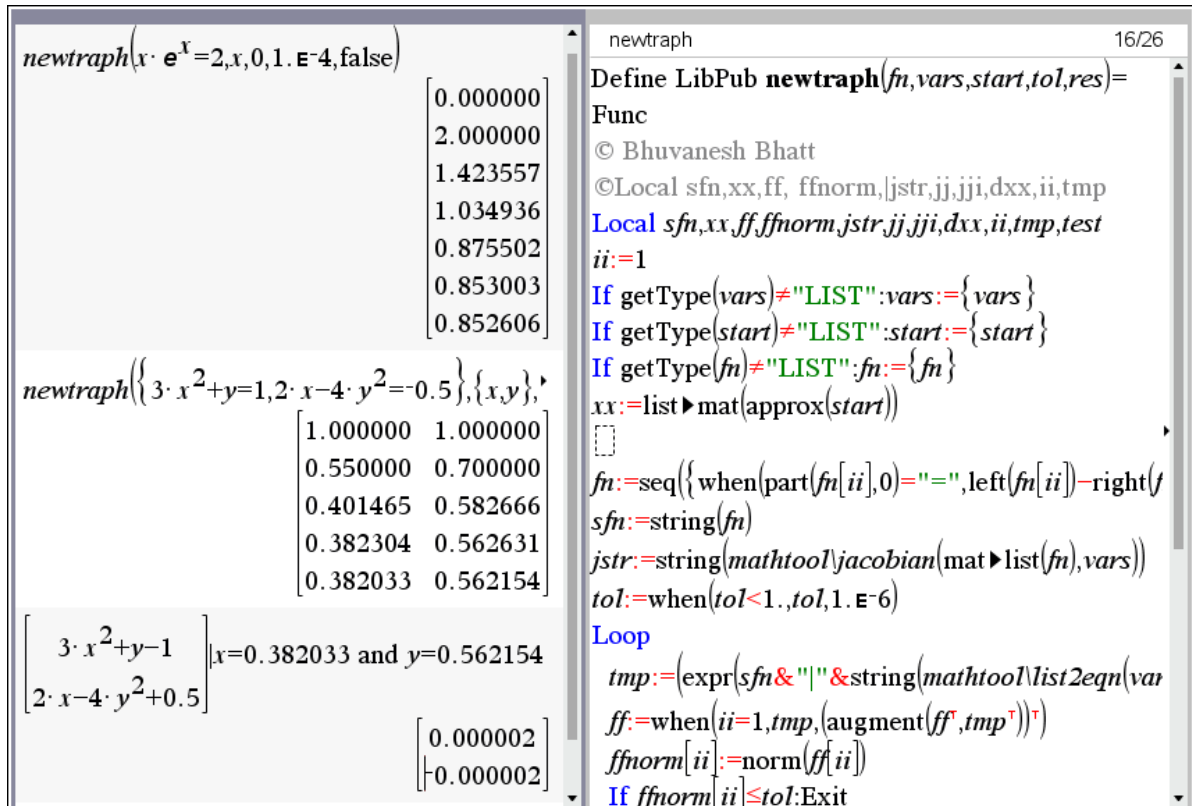 newtraph(x· e^x=2,x,0,1.ᴇ⁻4,false)
[0.000000
2.000000
1.423557
1.034936
0.875502
0.853003
0.852606]
newtraph({3· x^2+y=1,2· x−4· y^2=⁻0.5},{x,y},▸
[1.000000 1.000000
0.550000 0.700000
0.401465 0.582666
0.382304 0.562631
0.382033 0.562154]
[3· x^2+y−1
2· x−4· y^2+0.5]|x=0.382033 and y=0.562154
[0.000002
⁻0.000002]
newtraph 16/26
Define LibPub newtraph(fn,vars,start,tol,res)=
Func
© Bhuvanesh Bhatt
©Local sfn,xx,ff, ffnorm,|jstr,jj,jji,dxx,ii,tmp
Local sfn,xx,ff,ffnorm,jstr,jj,jji,dxx,ii,tmp,test
ii:=1
If getType(vars)≠"LIST":vars:={vars}
If getType(start)≠"LIST":start:={start}
If getType(fn)≠"LIST":fn:={fn}
xx:=list▶mat(approx(start))
fn:=seq({when(part(fn[ii],0)="=",left(fn[ii])−right(f
sfn:=string(fn)
jstr:=string(mathtool\jacobian(mat▶list(fn),vars))
tol:=when(tol<1.,tol,1.ᴇ⁻6)
Loop
tmp:=(expr(sfn&"|"&string(mathtool\list2eqn(var
ff:=when(ii=1,tmp,(augment(ffᵀ,tmpᵀ))ᵀ)
ffnorm[ii]:=norm(ff[ii])
If ffnorm[ii]≤tol:Exit